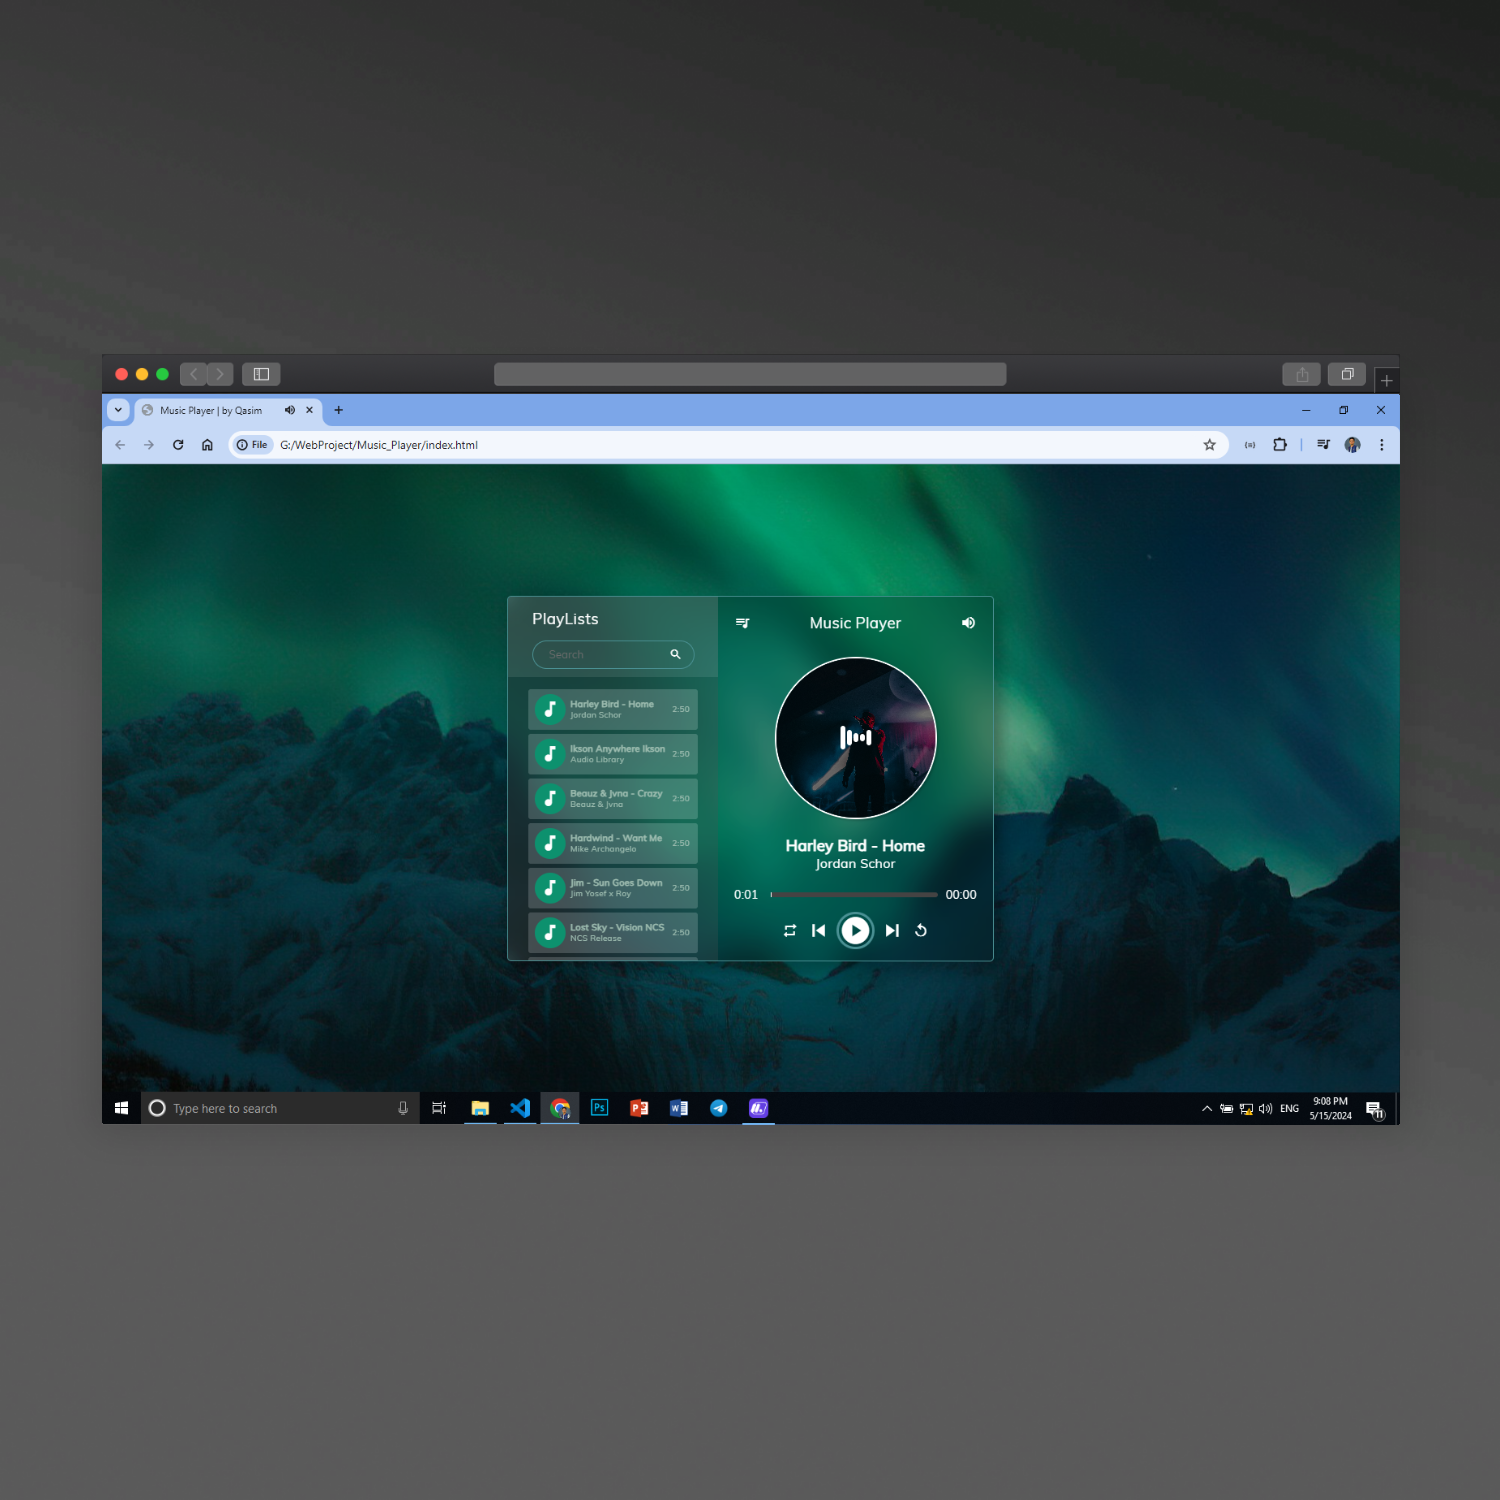 Music Player | by Qasim
File G:/WebProject/Music_Player/index.html
PlayLists
Search
Harley Bird - Home
Jordan Schor
2:50
Ikson Anywhere Ikson
Audio Library
2:50
Beauz & Jvna - Crazy
Beauz & Jvna
2:50
Hardwind - Want Me
Mike Archangelo
2:50
Jim - Sun Goes Down
Jim Yosef x Roy
2:50
Lost Sky - Vision NCS
NCS Release
2:50
Music Player
Harley Bird - Home
Jordan Schor
0:01 00:00
Type here to search
Ps
P
W
ENG
9:08 PM
5/15/2024
11